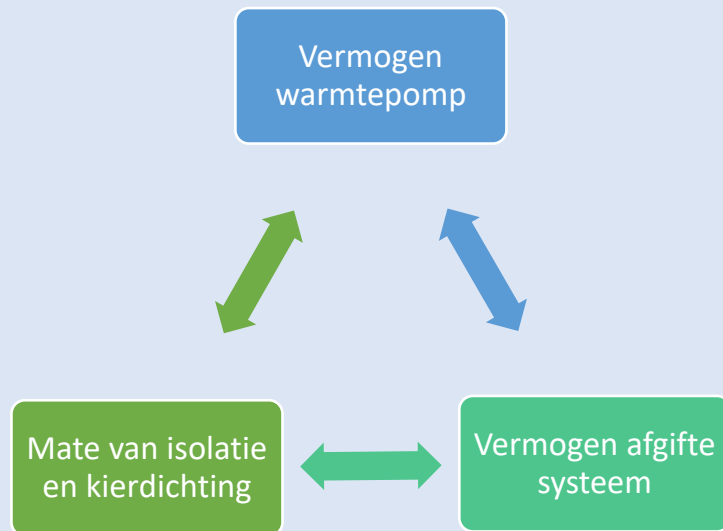 Vermogen
warmtepomp
Mate van isolatie
en kierdichting
Vermogen afgifte
systeem